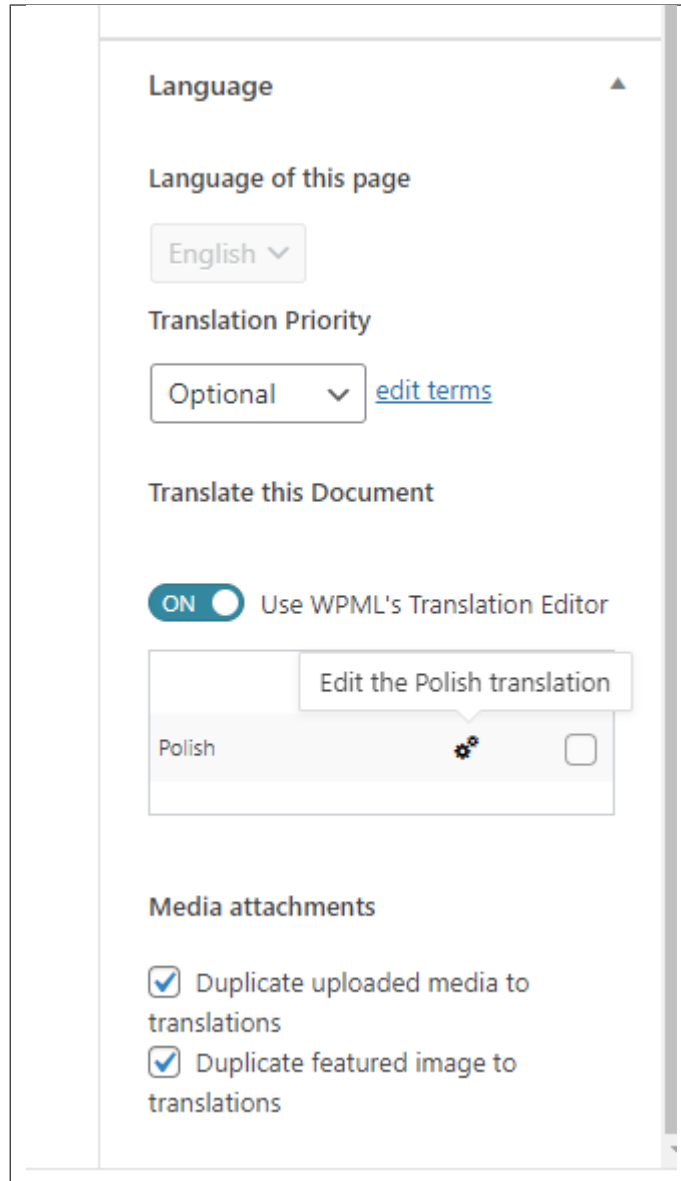 Language
Language of this page
English
Translation Priority
Optional edit terms
Translate this Document
ON Use WPML's Translation Editor
Edit the Polish translation
Polish
Media attachments
Duplicate uploaded media to
translations
Duplicate featured image to
translations